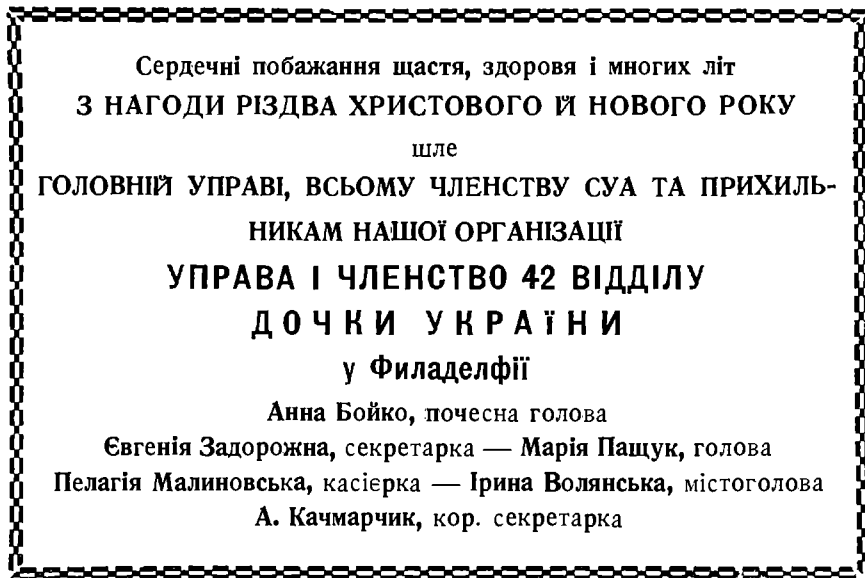 Сердечні побажання щастя, здоровя і многих літ
З НАГОДИ РІЗДВА ХРИСТОВОГО Й НОВОГО РОКУ
шле
ГОЛОВНІЙ УПРАВІ, ВСЬОМУ ЧЛЕНСТВУ СУА ТА ПРИХИЛЬ-
НИКАМ НАШОЇ ОРГАНІЗАЦІЇ
УПРАВА І ЧЛЕНСТВО 42 ВІДДІЛУ
ДОЧКИ УКРАЇНИ
у Филаделфії
Анна Бойко, почесна голова
Євгенія Задорожна, секретарка — Марія Пащук, голова
Пелагія Малиновська, касієрка — Ірина Волянська, містоголова
А. Качмарчик, кор. секретарка